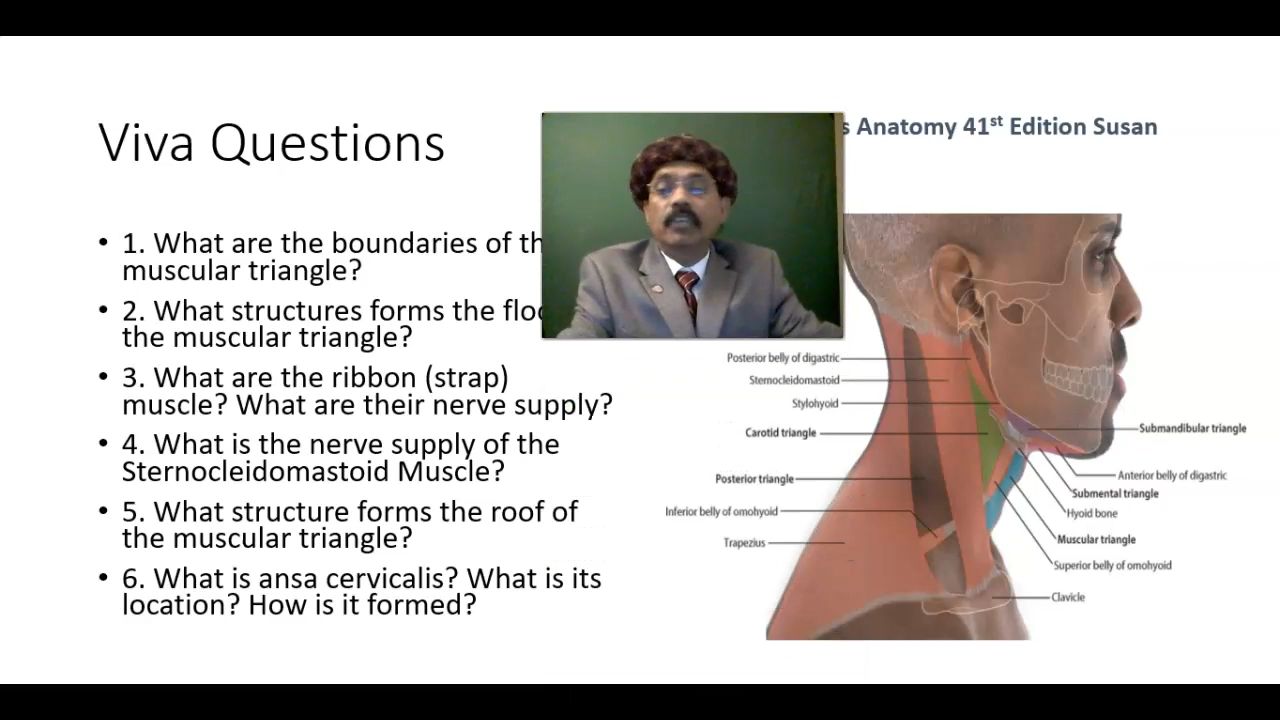 Viva Questions
Anatomy 41st Edition Susan
• 1. What are the boundaries of
muscular triangle?
• 2. What structures forms the
the muscular triangle?
• 3. What are the ribbon (strap)
muscle? What are their nerve supply?
• 4. What is the nerve supply of the
Sternocleidomastoid Muscle?
• 5. What structure forms the roof of
the muscular triangle?
• 6. What is ansa cervicalis? What is its
location? How is it formed?
Posterior belly of digastric
Sternocleidomastoid
Stylohyoid
Carotid triangle
Posterior triangle
Inferior belly of omohyoid
Trapezius
Submandibular triangle
Anterior belly of digastric
Submental triangle
Hyoid bone
Muscular triangle
Superior belly of omohyoid
Clavicle